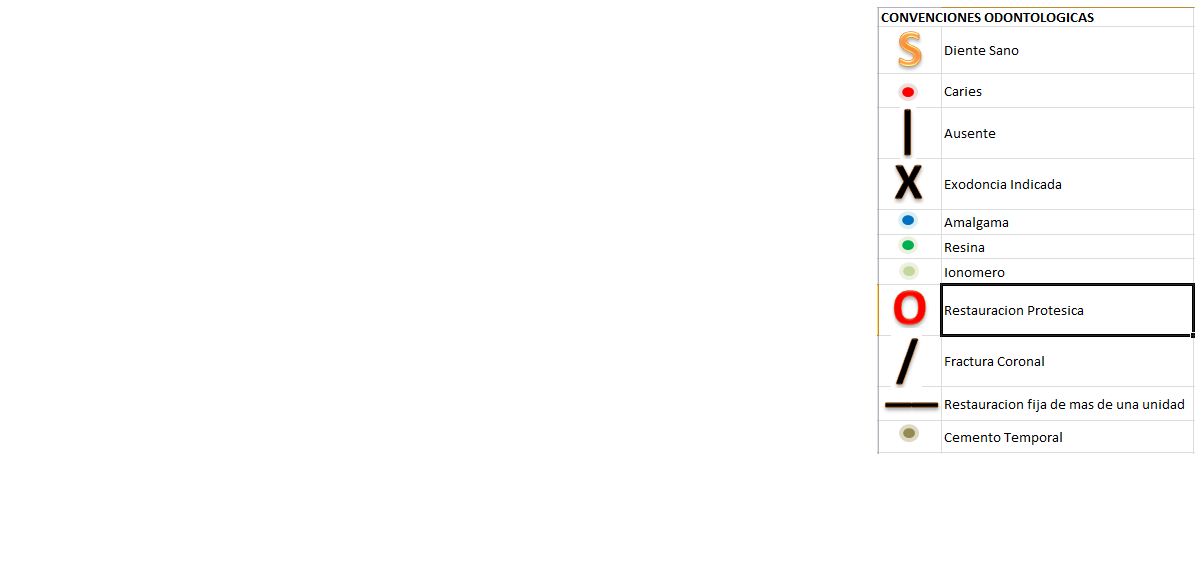 CONVENCIONES ODONTOLOGICAS
S Diente Sano
Caries
| Ausente
X Exodoncia Indicada
Amalgama
Resina
Ionomero
O Restauracion Protesica
/ Fractura Coronal
— Restauracion fija de mas de una unidad
Cemento Temporal